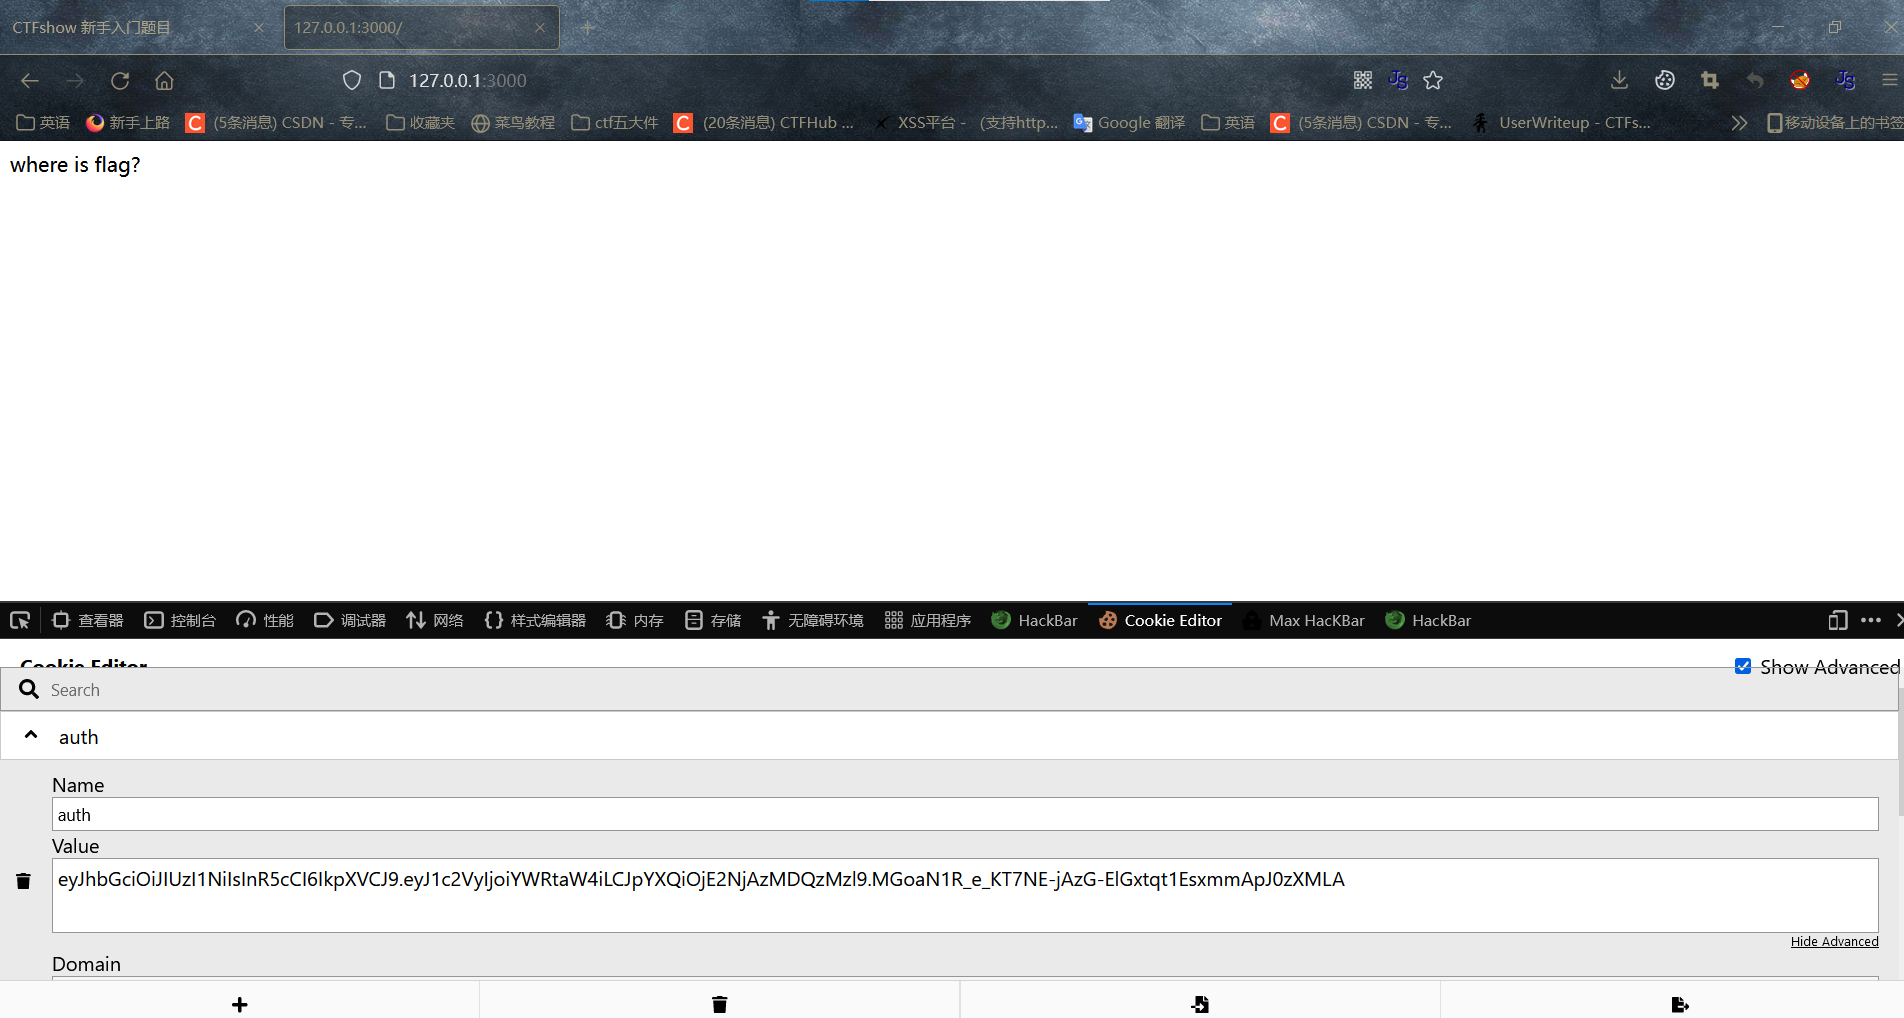 CTFshow 新手入门题目
127.0.0.1:3000/
127.0.0.1:3000
英语 新手上路 (5条消息) CSDN - 专... 收藏夹 菜鸟教程 ctf五大件 (20条消息) CTFHub ... XSS平台 - (支持http... Google 翻译 英语 (5条消息) CSDN - 专... UserWriteup - CTFs... 移动设备上的书签
where is flag?
查看器 控制台 性能 调试器 网络 样式编辑器 内存 存储 无障碍环境 应用程序 HackBar Cookie Editor Max HacKBar HackBar
Cookie Editor Show Advanced
Search
auth
Name
auth
Value
eyJhbGciOiJIUzI1NiIsInR5cCI6IkpXVCJ9.eyJ1c2VyIjoiYWRtaW4iLCJpYXQiOjE2NjAzMDQzMzl9.MGoaN1R_e_KT7NE-jAzG-ElGxtqt1EsxmmApJ0zXMLA
Hide Advanced
Domain